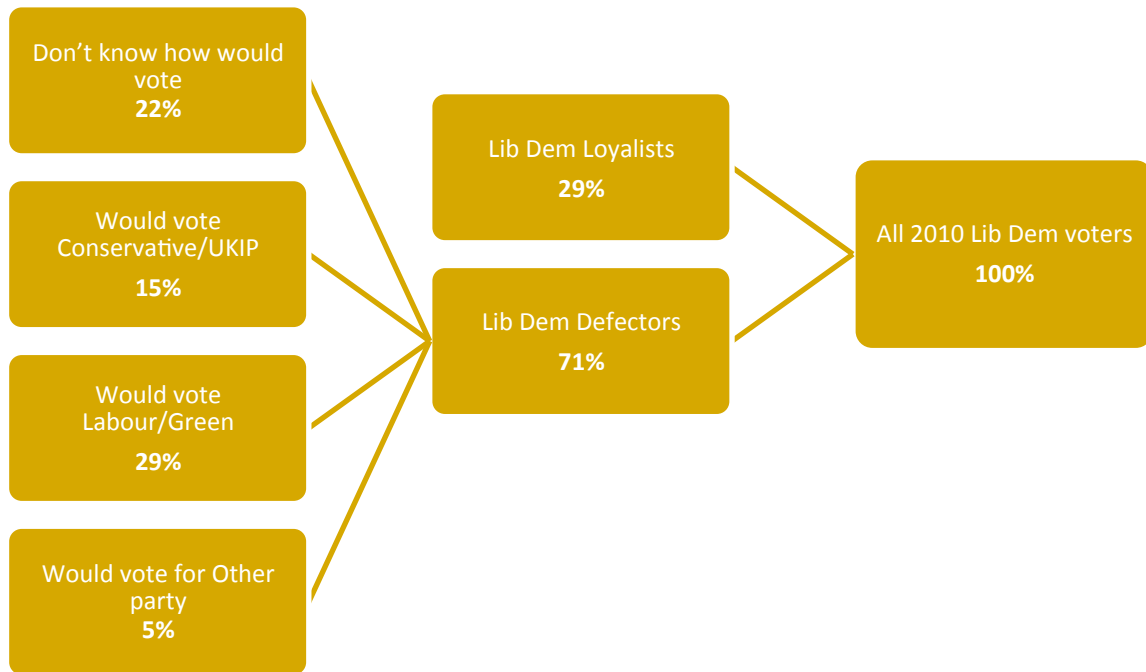 Don’t know how would
vote
22%
Would vote
Conservative/UKIP
15%
Would vote
Labour/Green
29%
Would vote for Other
party
5%
Lib Dem Loyalists
29%
Lib Dem Defectors
71%
All 2010 Lib Dem voters
100%